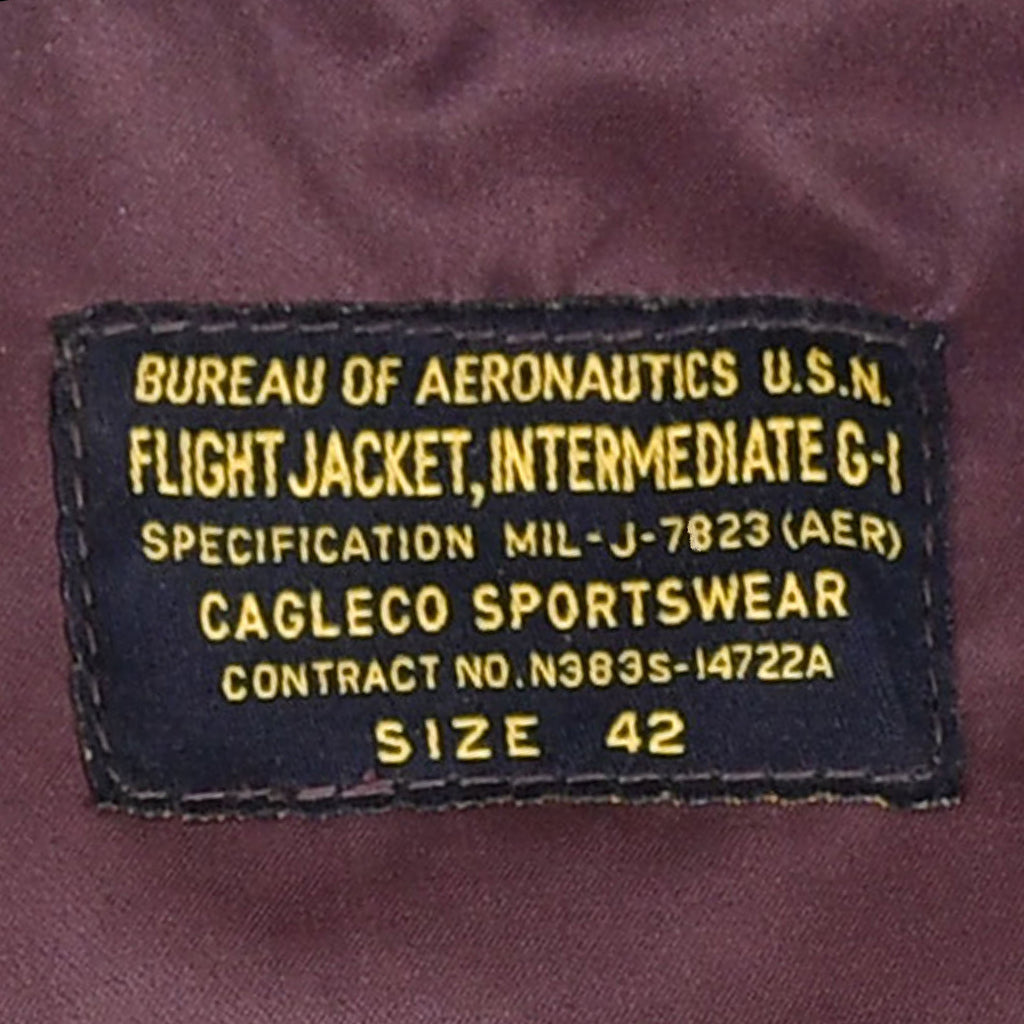 BUREAU OF AERONAUTICS U.S.N.
FLIGHT JACKET, INTERMEDIATE G-1
SPECIFICATION MIL-J-7823 (AER)
CAGLECO SPORTSWEAR
CONTRACT NO. N383s-14722A
SIZE 42